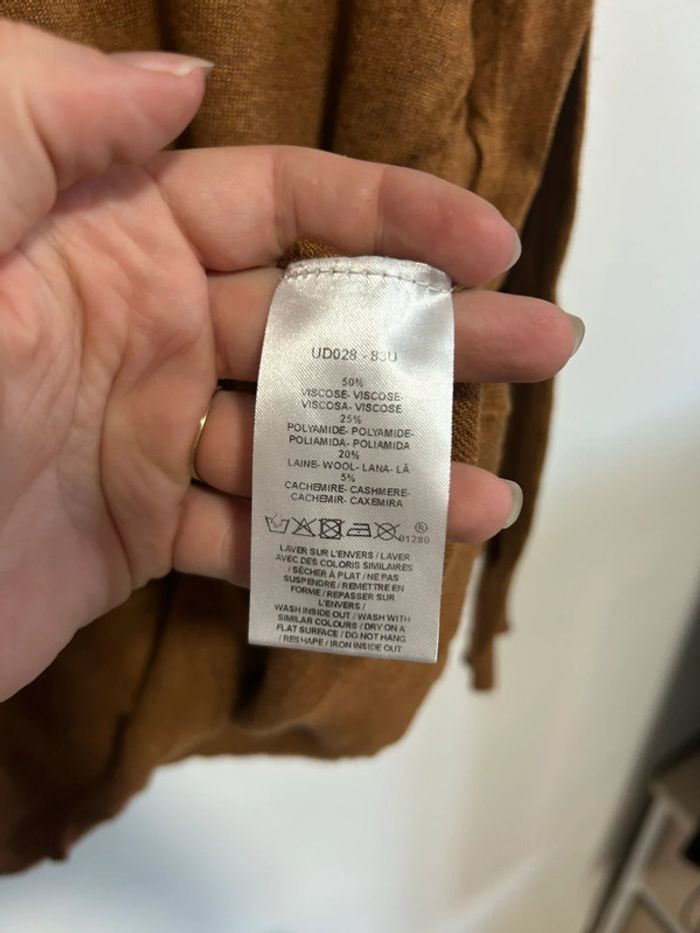 UD028 - 83U
50%
VISCOSE- VISCOSE
VISCOSA- VISCOSE
25%
POLYAMIDE- POLYAMIDE-
POLIAMIDA- POLIAMIDA
20%
LAINE- WOOL- LANA- LÃ
5%
CACHEMIRE- CASHMERE-
CACHEMIR- CAXEMIRA
®
01280
LAVER SUR L'ENVERS / LAVER
AVEC DES COLORIS SIMILAIRES
/ SÉCHER À PLAT / NE PAS
SUSPENDRE / REMETTRE EN
FORME / REPASSER SUR
L'ENVERS /
WASH INSIDE OUT / WASH WITH
SIMILAR COLOURS / DRY ON A
FLAT SURFACE / DO NOT HANG
/ RESHAPE / IRON INSIDE OUT